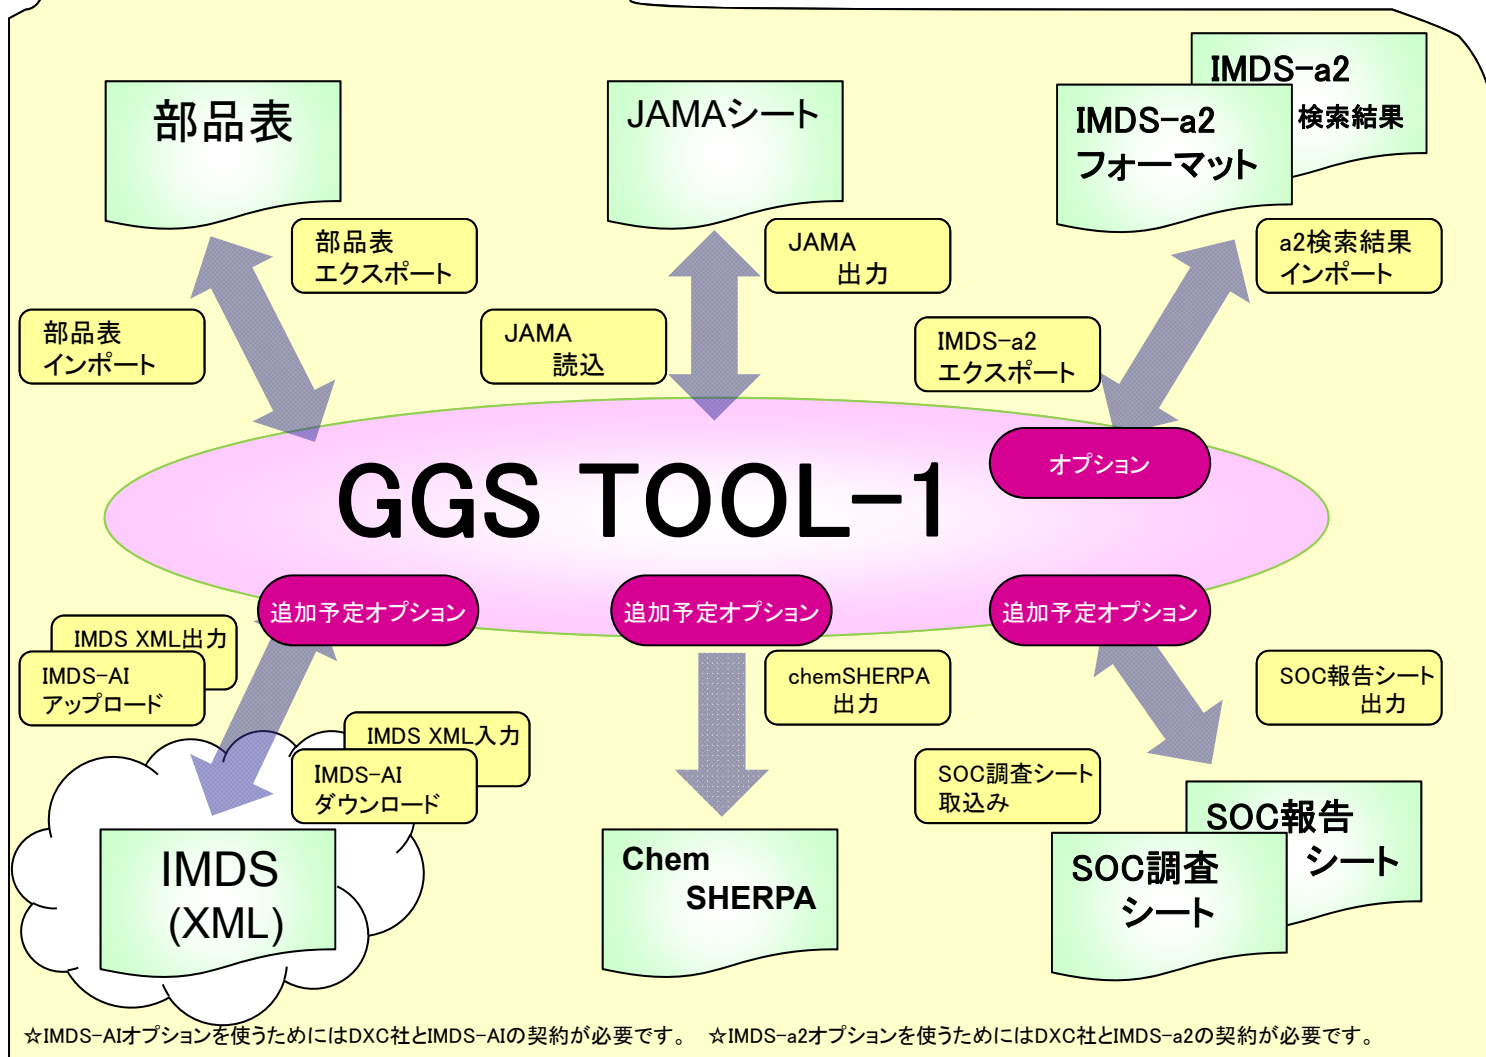 部品表
JAMAシート
IMDS-a2
検索結果
IMDS-a2
フォーマット
部品表
エクスポート
JAMA
出力
a2検索結果
インポート
部品表
インポート
JAMA
読込
IMDS-a2
エクスポート
オプション
GGS TOOL-1
追加予定オプション
追加予定オプション
追加予定オプション
IMDS XML出力
IMDS-AI
アップロード
chemSHERPA
出力
SOC報告シート
出力
IMDS XML入力
IMDS-AI
ダウンロード
SOC調査シート
取込み
IMDS
(XML)
Chem
SHERPA
SOC報告
シート
SOC調査
シート
☆IMDS-AIオプションを使うためにはDXC社とIMDS-AIの契約が必要です。 ☆IMDS-a2オプションを使うためにはDXC社とIMDS-a2の契約が必要です。